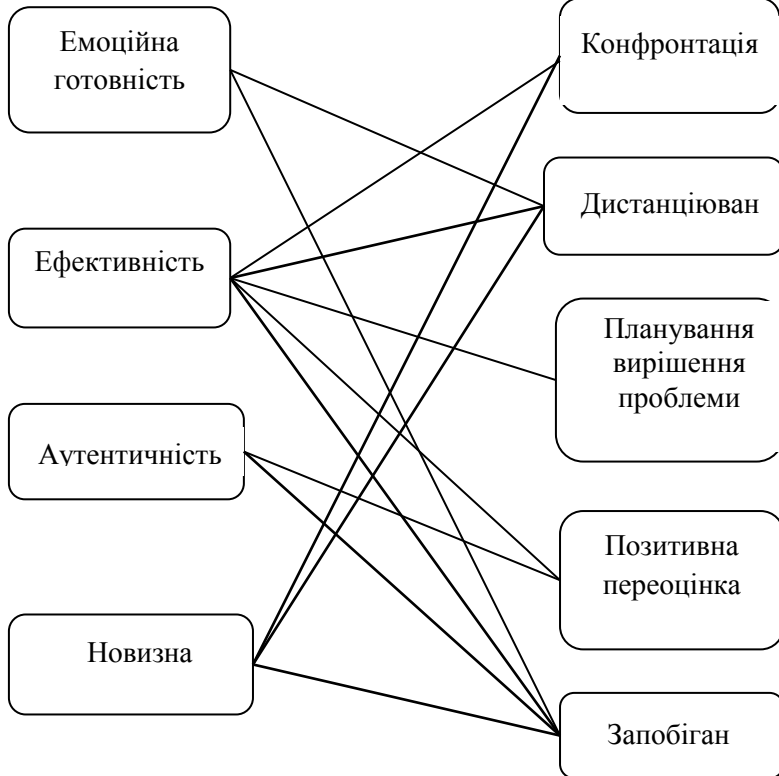 Емоційна
готовність
Ефективність
Аутентичність
Новизна
Конфронтація
Дистанціюван
Планування
вирішення
проблеми
Позитивна
переоцінка
Запобіган